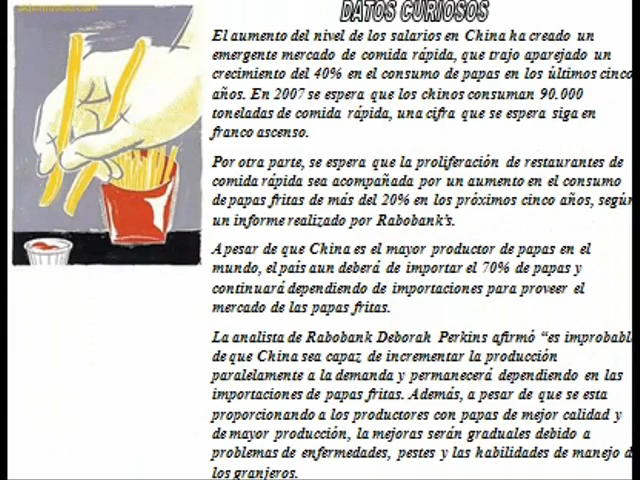 DATOS CURIOSOS
El aumento del nivel de los salarios en China ha creado un
emergente mercado de comida rápida, que trajo aparejado un
crecimiento del 40% en el consumo de papas en los últimos cinco
años. En 2007 se espera que los chinos consuman 90.000
toneladas de comida rápida, una cifra que se espera siga en
franco ascenso.
Por otra parte, se espera que la proliferación de restaurantes de
comida rápida sea acompañada por un aumento en el consumo
de papas fritas de más del 20% en los próximos cinco años, según
un informe realizado por Rabobank's.
A pesar de que China es el mayor productor de papas en el
mundo, el país aun deberá de importar el 70% de papas y
continuará dependiendo de importaciones para proveer el
mercado de las papas fritas.
La analista de Rabobank Deborah Perkins afirmó “es improbable
de que China sea capaz de incrementar la producción
paralelamente a la demanda y permanecerá dependiendo en las
importaciones de papas fritas. Además, a pesar de que se esta
proporcionando a los productores con papas de mejor calidad y
de mayor producción, la mejoras serán graduales debido a
problemas de enfermedades, pestes y las habilidades de manejo d
los granjeros.